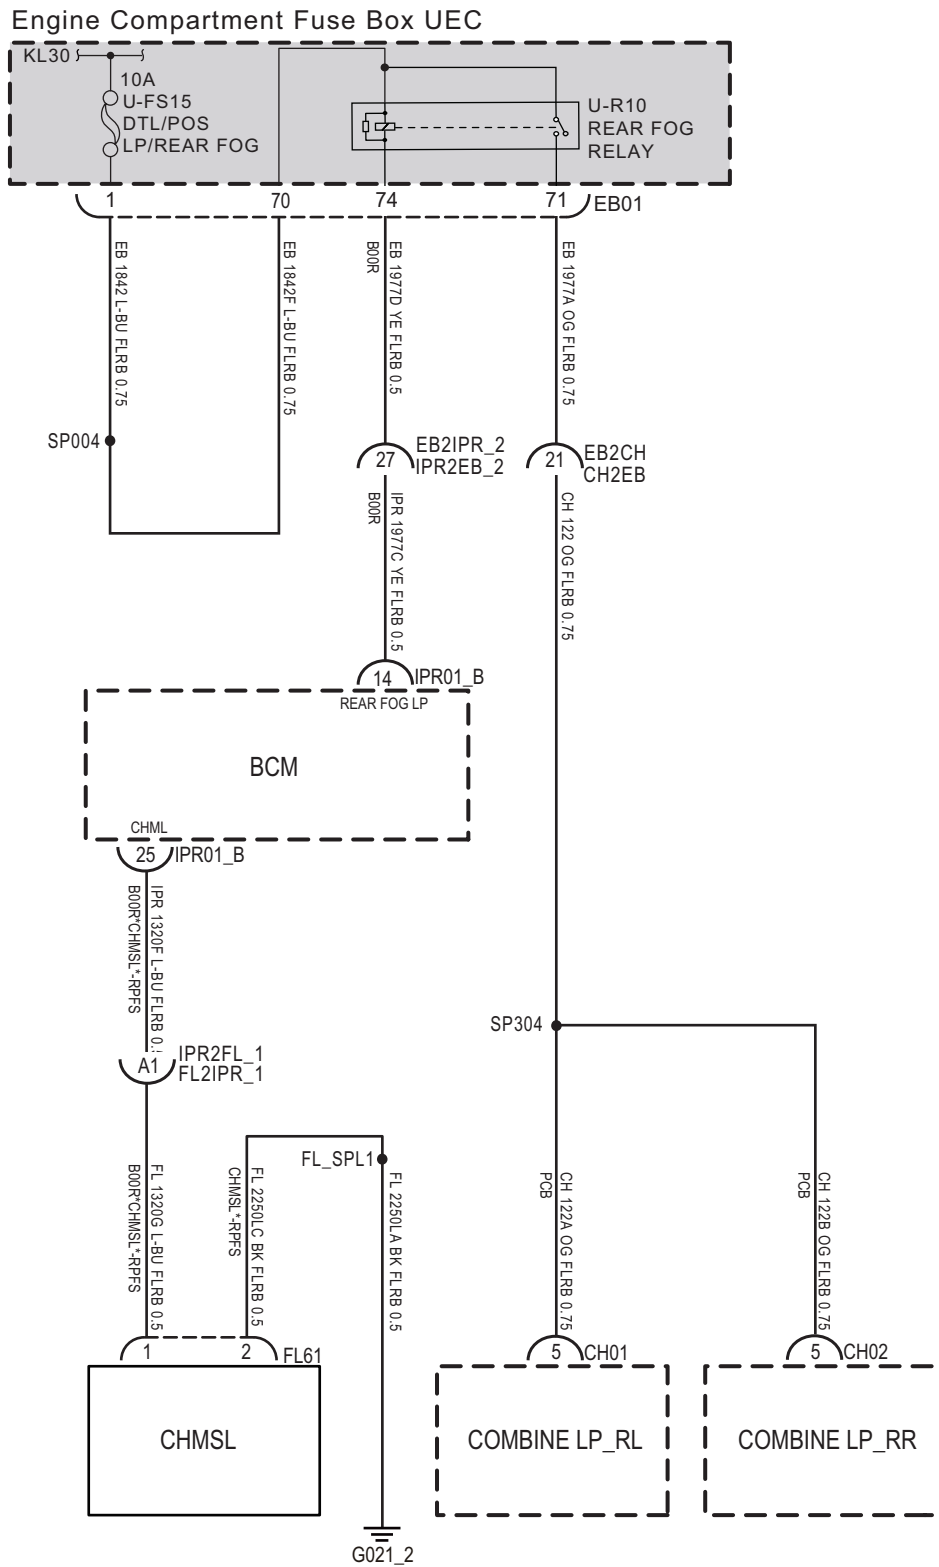 Engine Compartment Fuse Box UEC
KL30
10A
U-FS15
DTL/POS
LP/REAR FOG
U-R10
REAR FOG
RELAY
1
70
74
71
EB01
EB 1842 L-BU FLRB 0.75
EB 1842F L-BU FLRB 0.75
EB 1977D YE FLRB 0.5
B00R
EB 1977A OG FLRB 0.75
SP004
27
EB2IPR_2
IPR2EB_2
21
EB2CH
CH2EB
IPR 1977C YE FLRB 0.5
B00R
CH 122 OG FLRB 0.75
14
IPR01_B
REAR FOG LP
BCM
CHML
25
IPR01_B
IPR 1320F L-BU FLRB 0.
B00R*CHMSL*-RPFS
SP304
A1
IPR2FL_1
FL2IPR_1
FL_SPL1
FL 1320G L-BU FLRB 0.5
B00R*CHMSL*-RPFS
FL 2250LC BK FLRB 0.5
CHMSL*-RPFS
FL 2250LA BK FLRB 0.5
CH 122A OG FLRB 0.75
PCB
CH 122B OG FLRB 0.75
PCB
1
2
FL61
5
CH01
5
CH02
CHMSL
COMBINE LP_RL
COMBINE LP_RR
G021_2